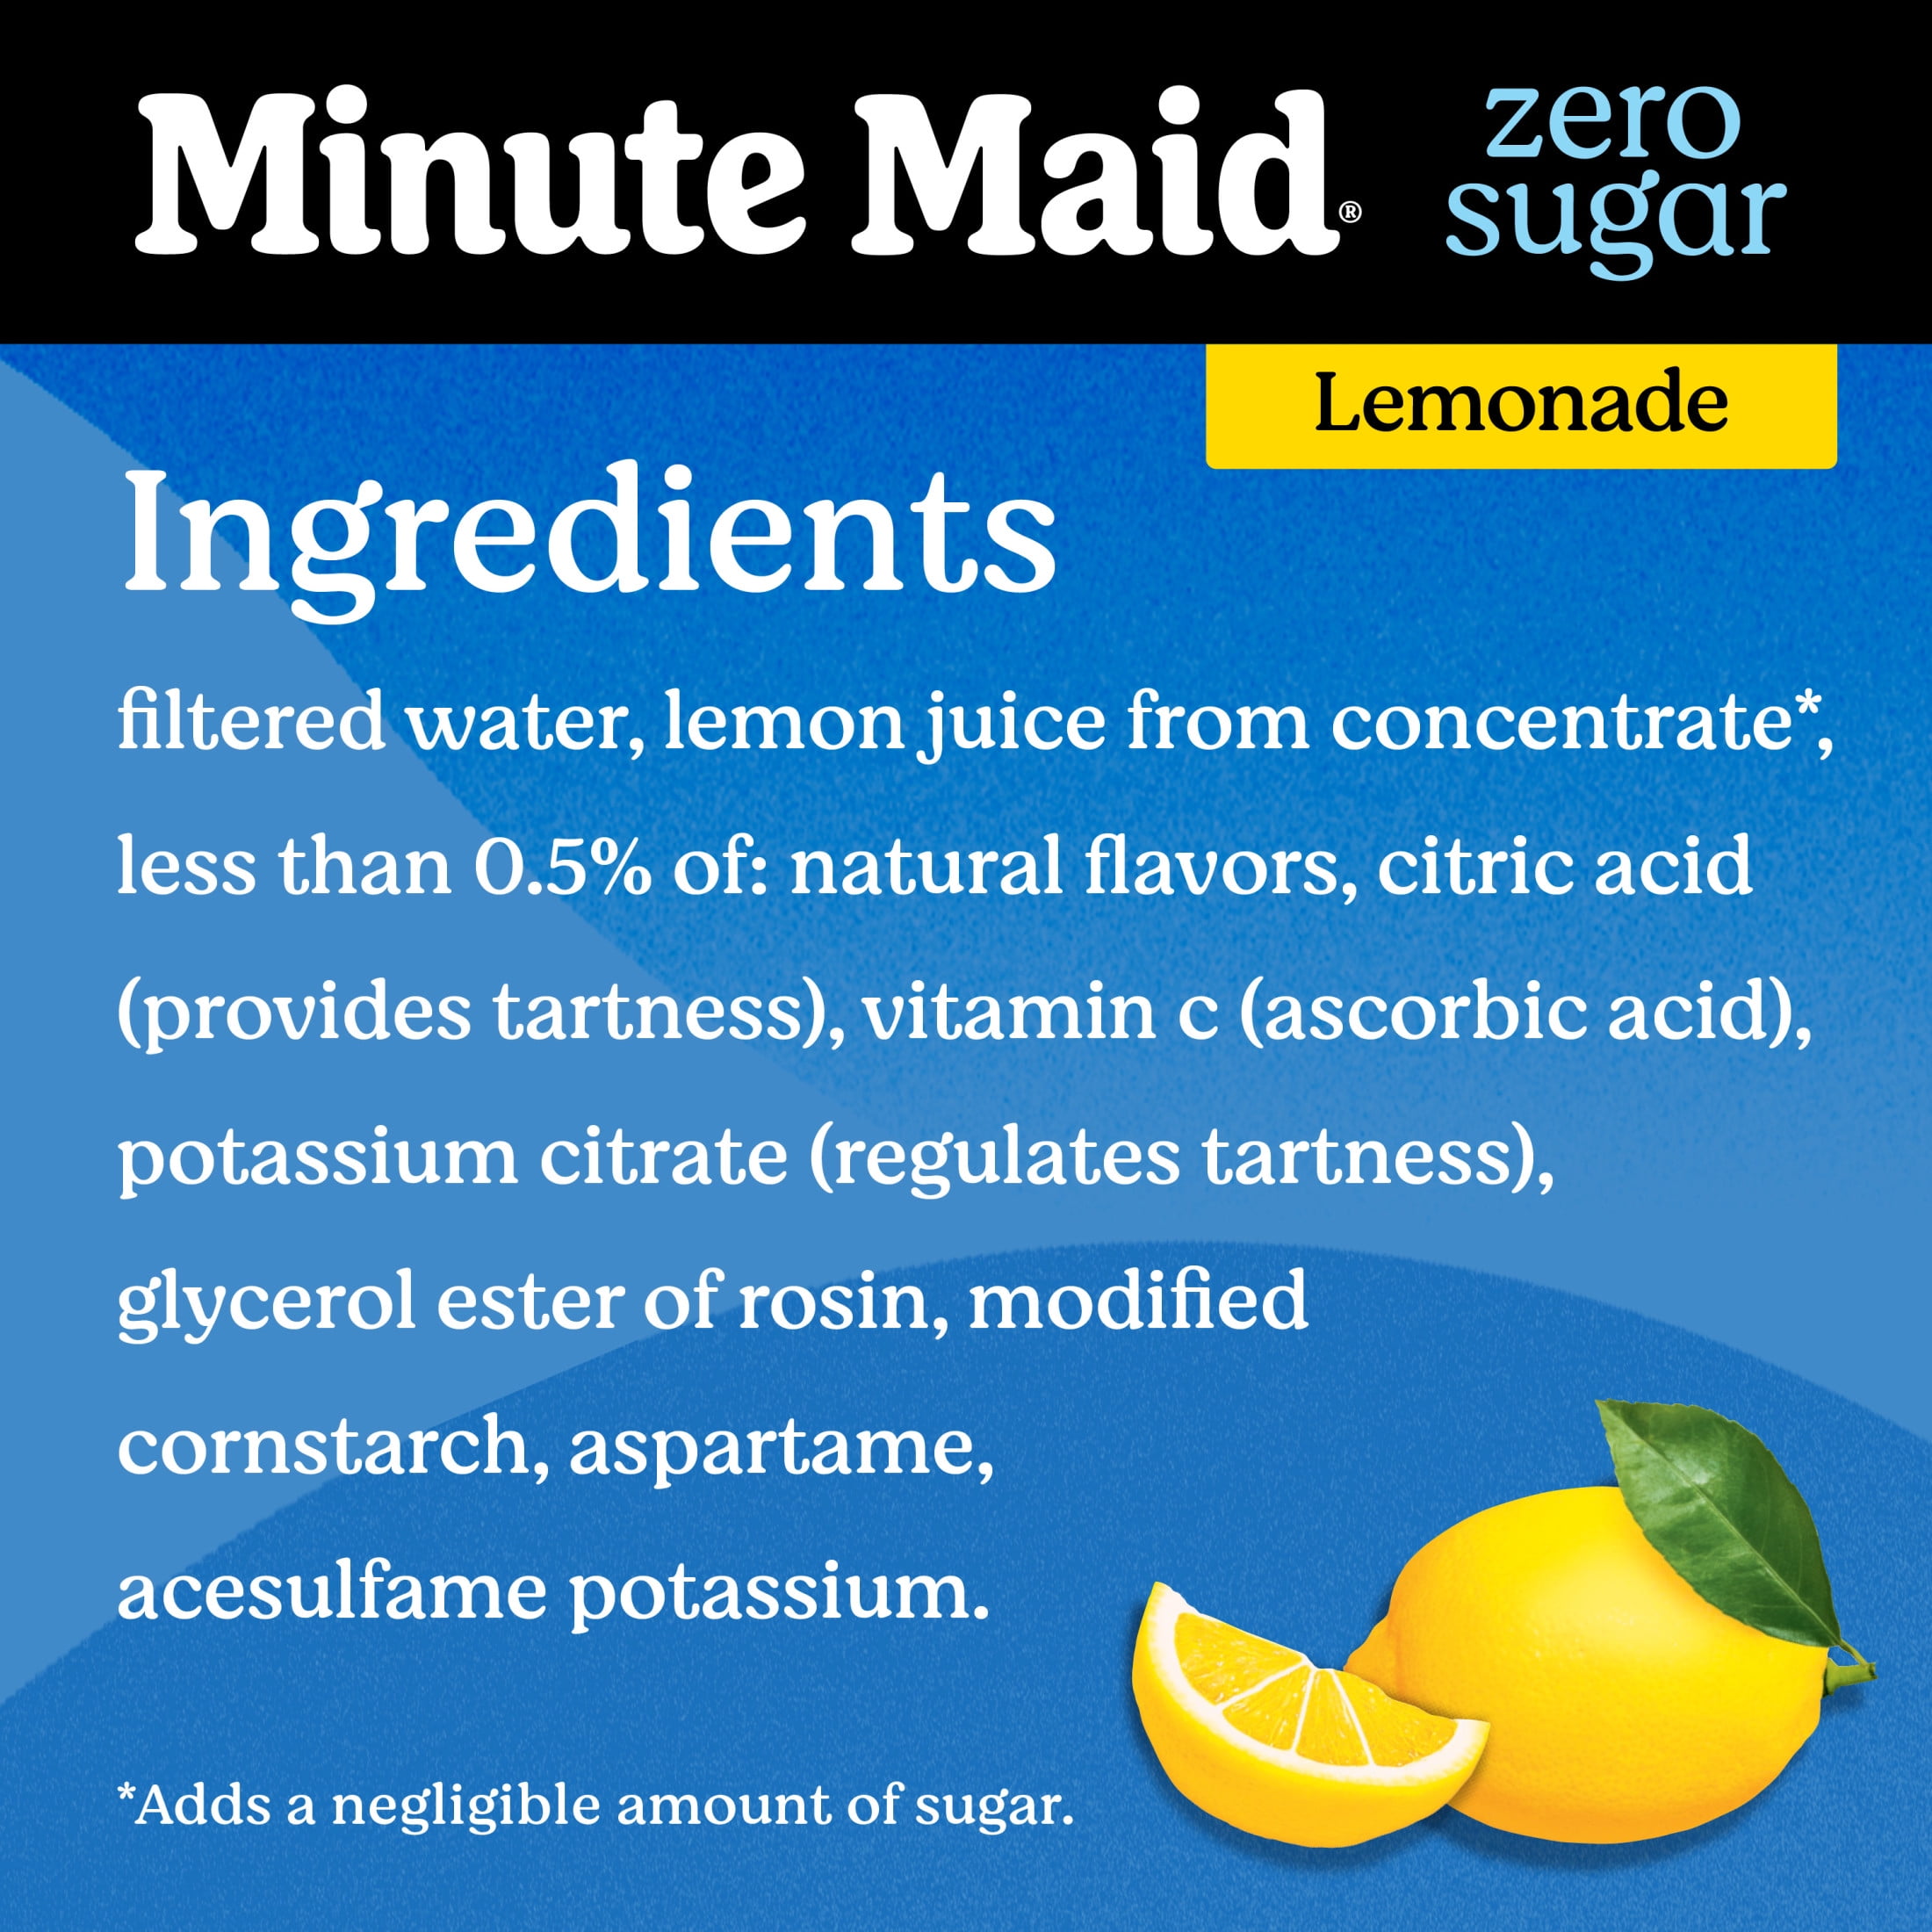 Minute Maid® zero sugar
Lemonade
Ingredients
filtered water, lemon juice from concentrate*,
less than 0.5% of: natural flavors, citric acid
(provides tartness), vitamin c (ascorbic acid),
potassium citrate (regulates tartness),
glycerol ester of rosin, modified
cornstarch, aspartame,
acesulfame potassium.
*Adds a negligible amount of sugar.